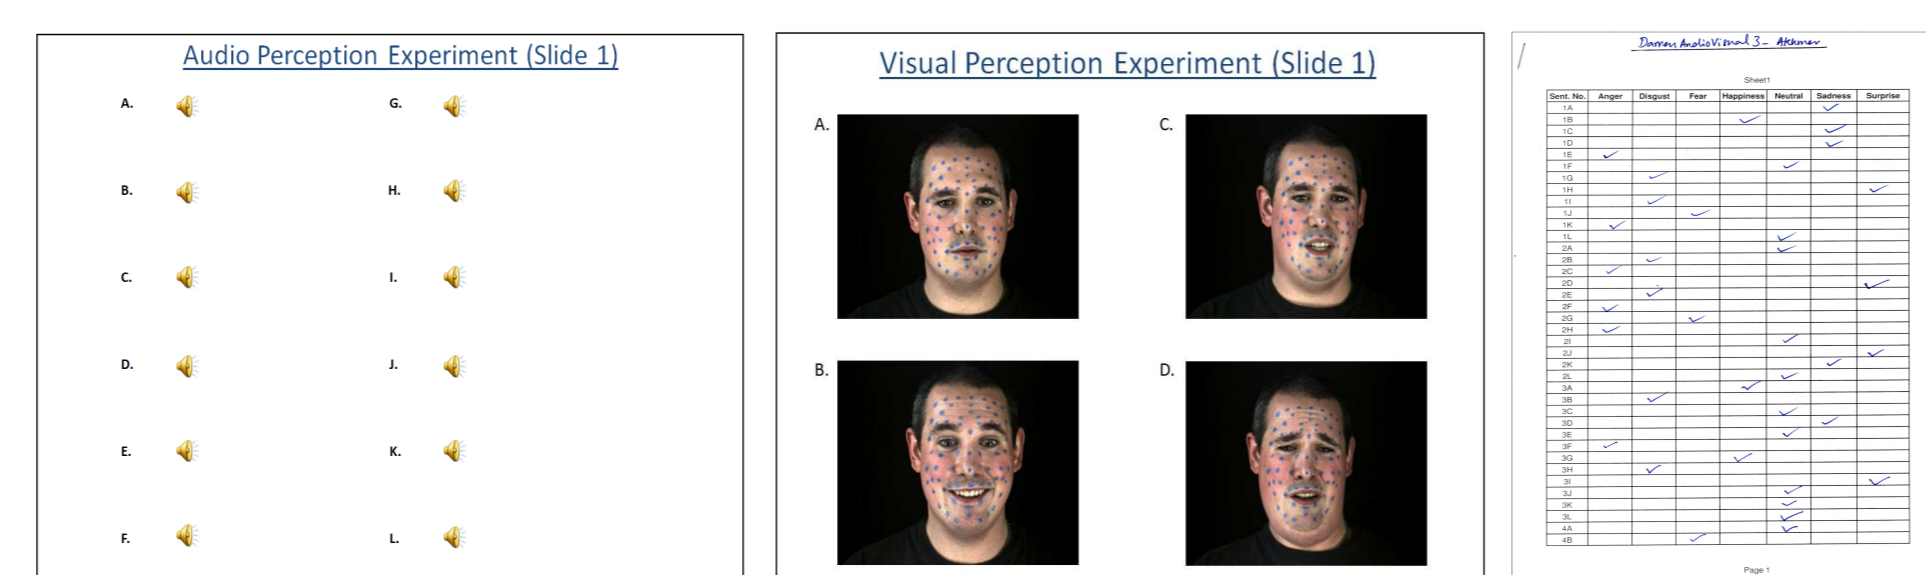 Audio Perception Experiment (Slide 1)
A.
G.
B.
H.
C.
I.
D.
J.
E.
K.
F.
L.
Visual Perception Experiment (Slide 1)
A.
C.
B.
D.
Darren AudioVisual 3 -
Sheet1
Sent. No. Anger Disgust Fear Happiness Neutral Sadness Surprise
1A
1B
1C
1D
1E
1F
1G
1H
1I
1J
1K
1L
2A
2B
2C
2D
2E
2F
2G
2H
2I
2J
2K
2L
3A
3B
3C
3D
3E
3F
3G
3H
3I
3J
3K
3L
4A
4B
Page 1